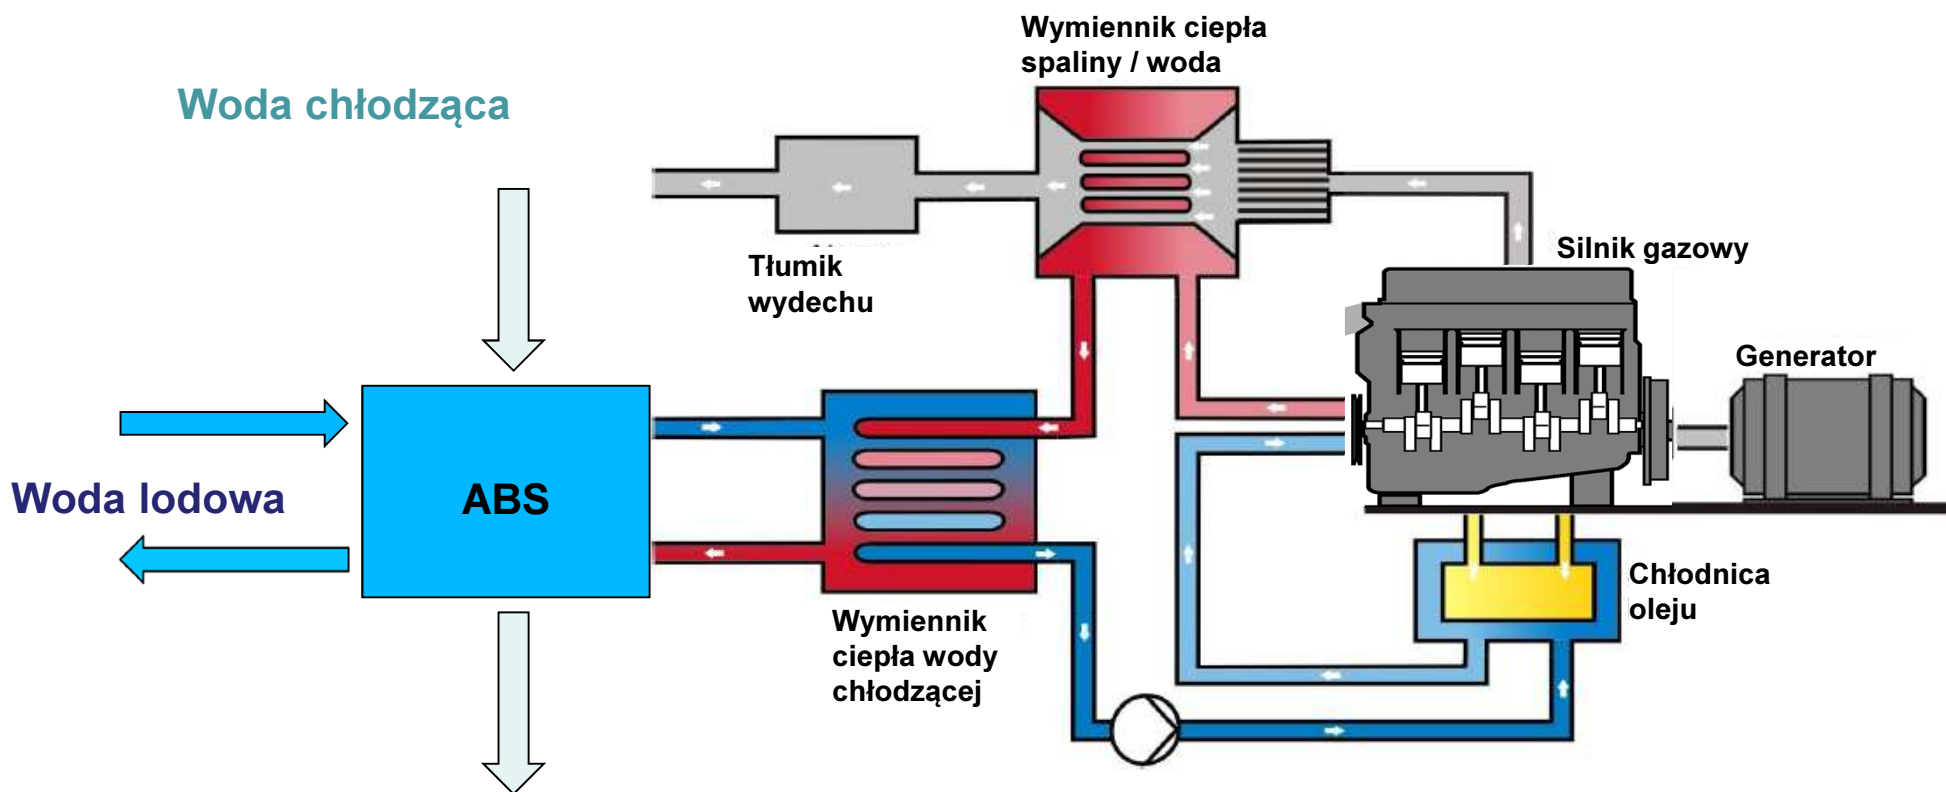 Wymiennik ciepła
spaliny / woda
Woda chłodząca
Tłumik
wydechu
Silnik gazowy
Generator
Woda lodowa
ABS
Chłodnica
oleju
Wymiennik
ciepła wody
chłodzącej